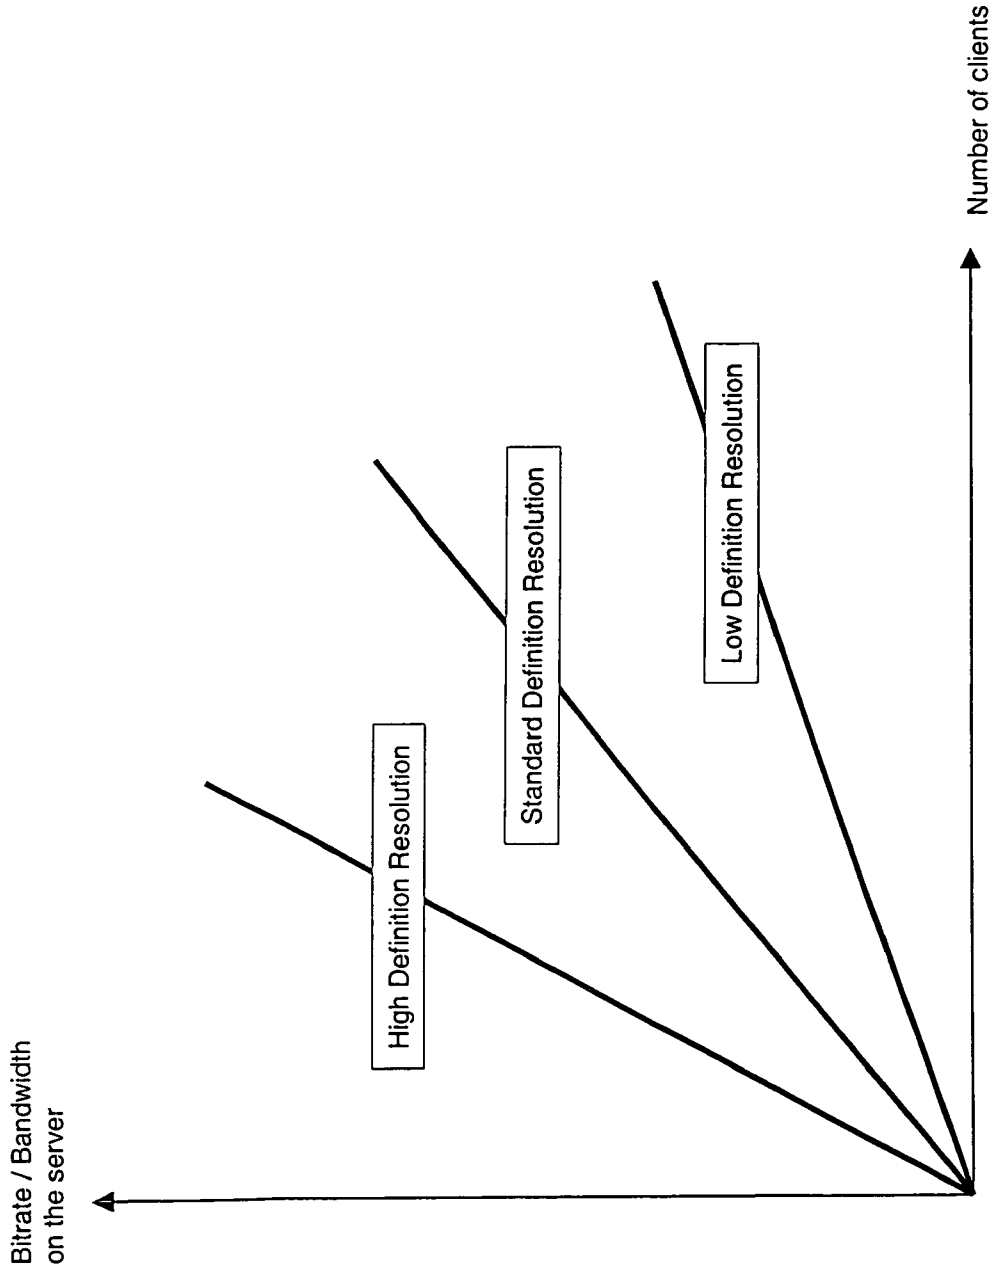 Bitrate / Bandwidth
on the server
High Definition Resolution
Standard Definition Resolution
Low Definition Resolution
Number of clients